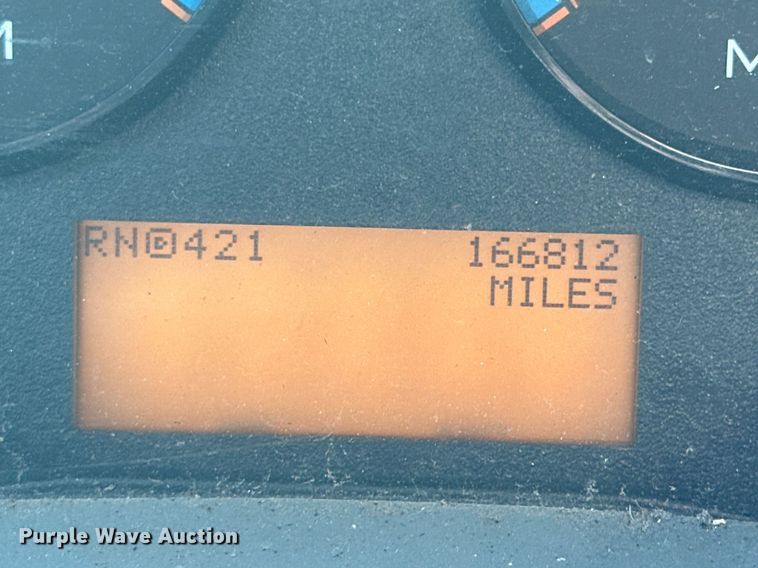 M
M
RN 421 166812
MILES
Purple Wave Auction